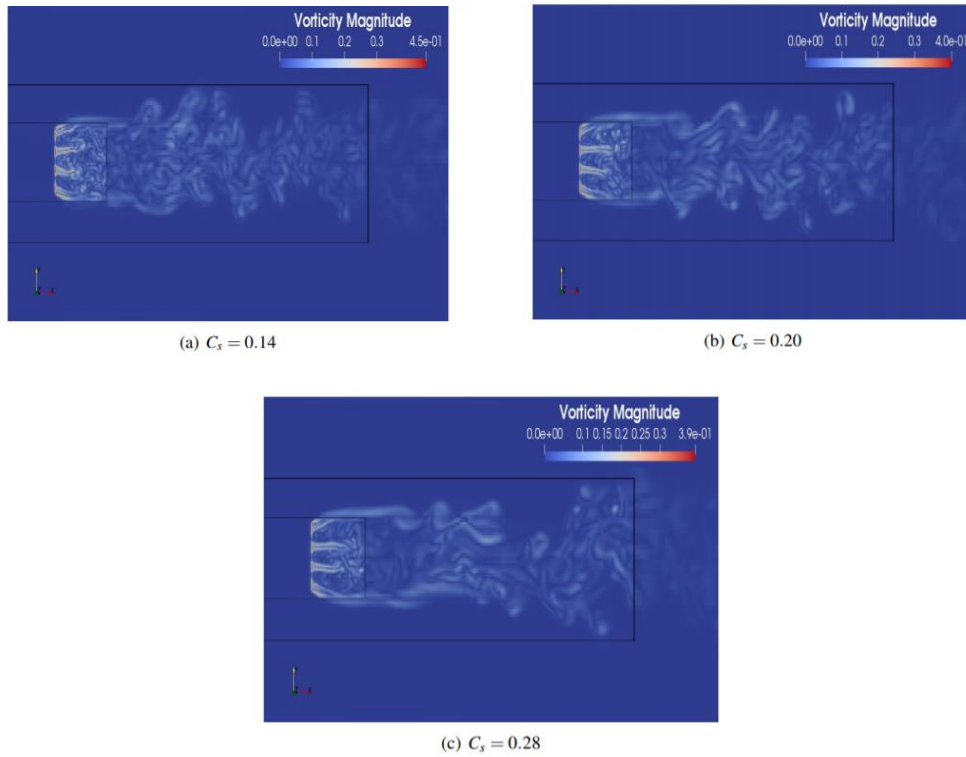 Vorticity Magnitude
0.0e+00 0.1 0.2 0.3 4.5e-01
(a) Cₛ = 0.14
Vorticity Magnitude
0.0e+00 0.1 0.2 0.3 4.0e-01
(b) Cₛ = 0.20
Vorticity Magnitude
0.0e+00 0.1 0.15 0.2 0.25 0.3 3.9e-01
(c) Cₛ = 0.28